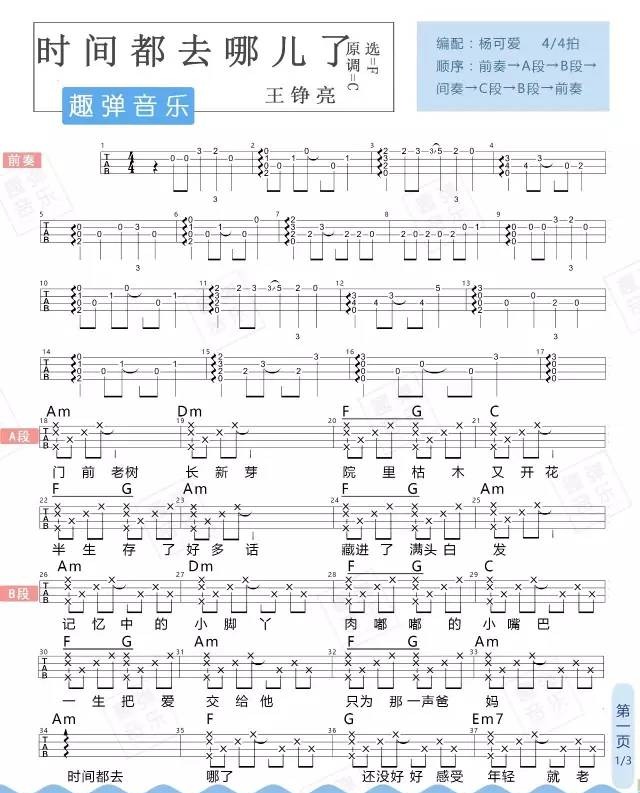 时间都去哪儿了
原调=C
选=F
王铮亮
趣弹音乐
编配：杨可爱 4/4拍
顺序：前奏→A段→B段→
间奏→C段→B段→前奏
前奏
Am Dm F G C
A段
门前老树 长新芽 院里枯木又开花
F G Am F G Am
半生存了好多话 藏进了满头白发
Am Dm F G C
B段
记忆中的小脚丫 肉嘟嘟的小嘴巴
F G Am F G Am
一生把爱交给他 只为那一声爸妈
Am F G Em7
时间都去 哪了 还没好好感受年轻就老
第一页
1/3